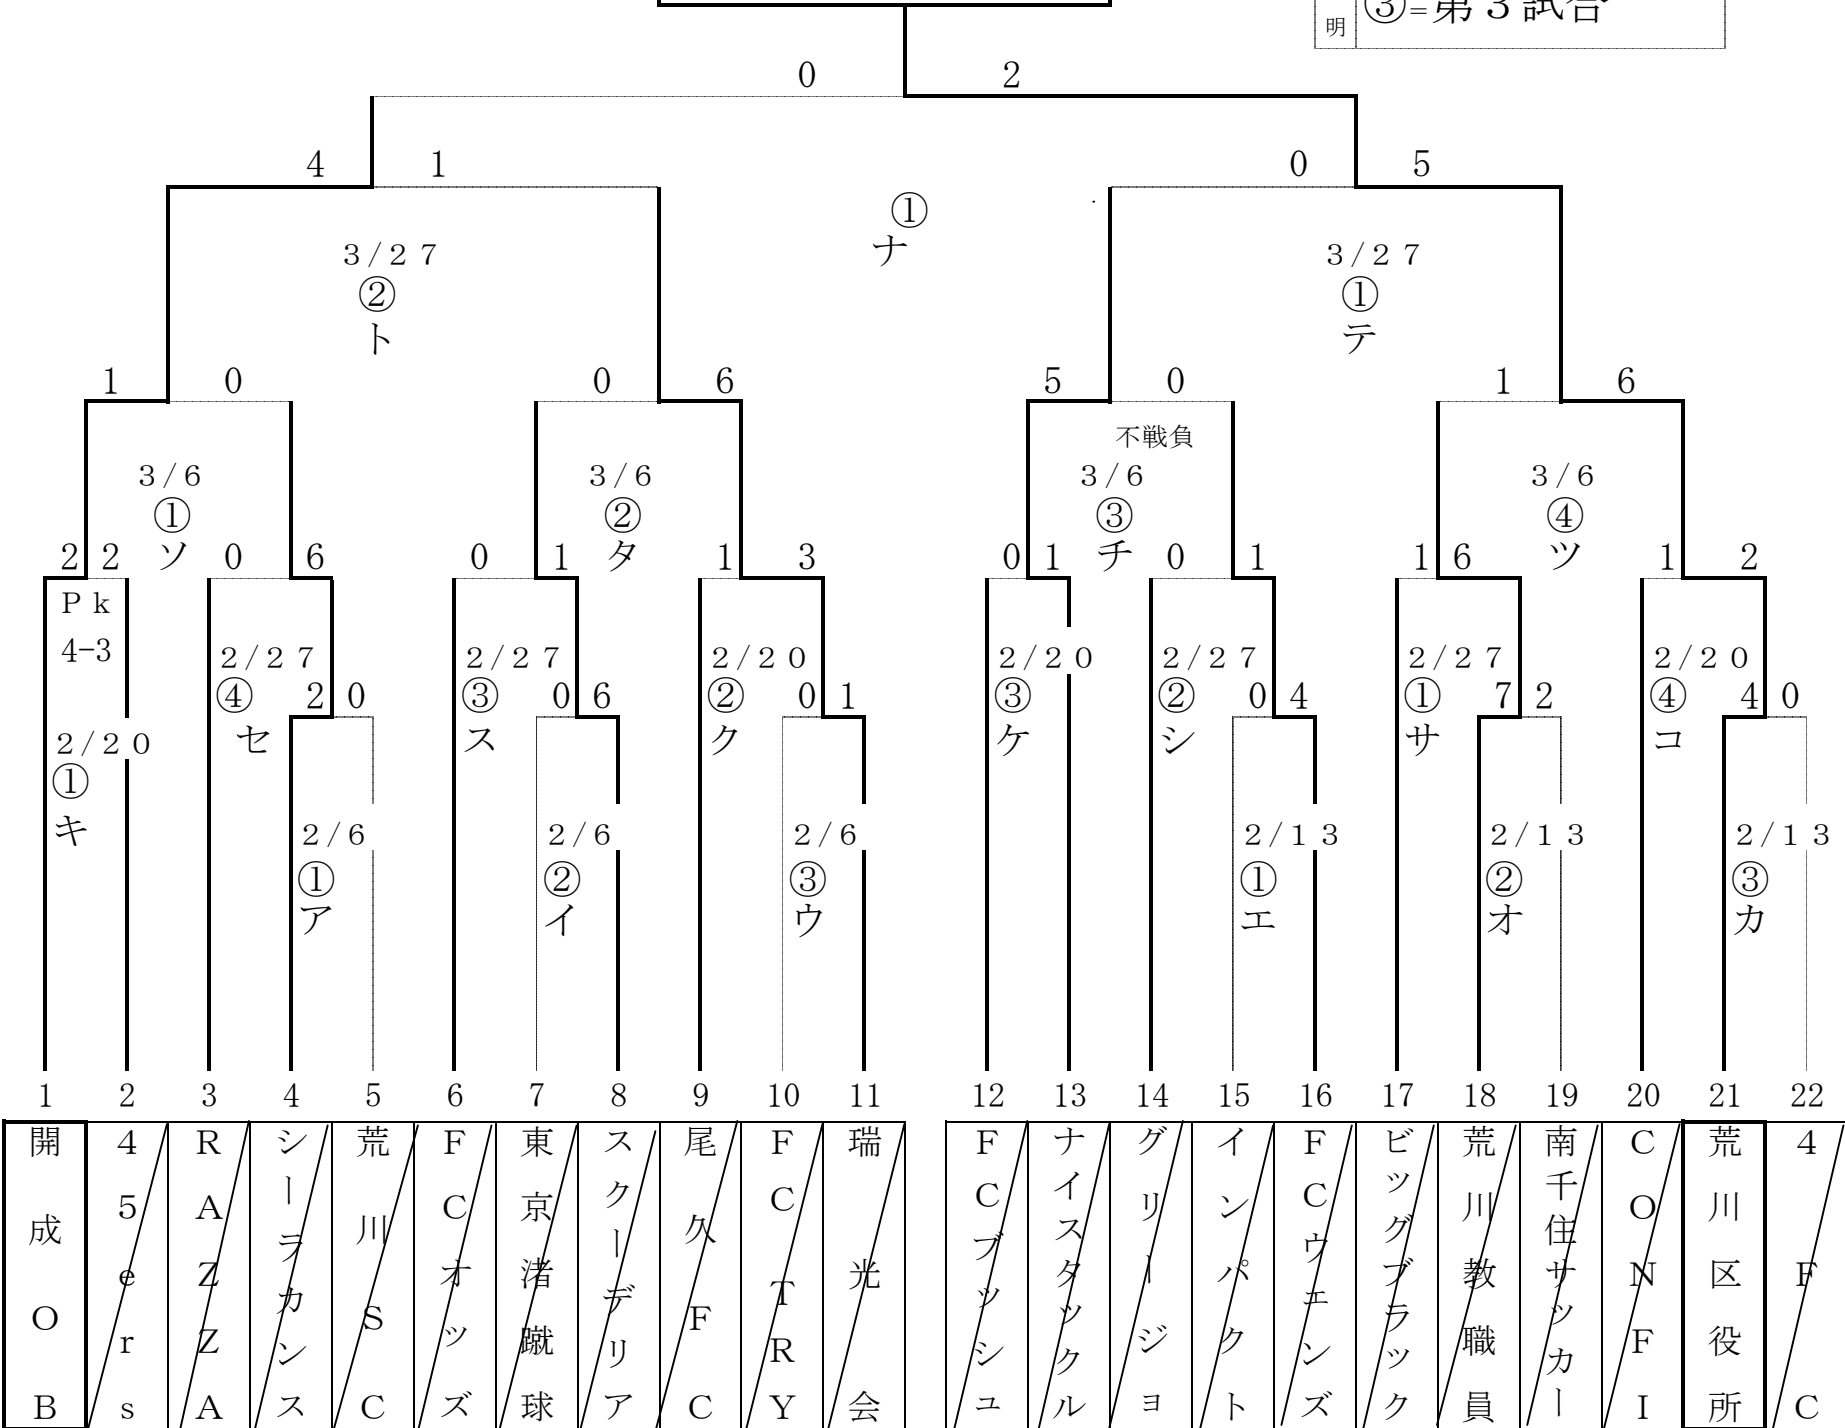 ③=第３試合
明
0 2
4 1 0 5
①
ナ
3/27 3/27
② ①
ト テ
1 0 0 6 5 0 1 6
不戦負
3/6 3/6 3/6 3/6
① ② ③ ④
ソ タ チ ツ
2 2 0 6 0 1 1 3 0 1 0 1 1 6 1 2
Pk
4-3
2/27 2/27 2/20 2/20 2/27 2/27 2/20
④ ③ ② ③ ② ① ④
2 0 0 6 0 1 0 4 7 2 4 0
セ ス ク ケ シ サ コ
2/20
①
キ
2/6 2/6 2/6 2/13 2/13 2/13
① ② ③ ① ② ③
ア イ ウ エ オ カ
1 2 3 4 5 6 7 8 9 10 11 12 13 14 15 16 17 18 19 20 21 22
開成OB
45ers
RAZZA
シーラカンス
荒川SC
FCオッズ
東京渚蹴球
スクーデリア
尾久FC
FCTRY
瑞光会
FCブッシュ
ナイスタックル
グリージョ
インパクト
FCウェンズ
ビッグブラック
荒川教職員
南千住サッカー
CONFI
荒川区役所
4FC